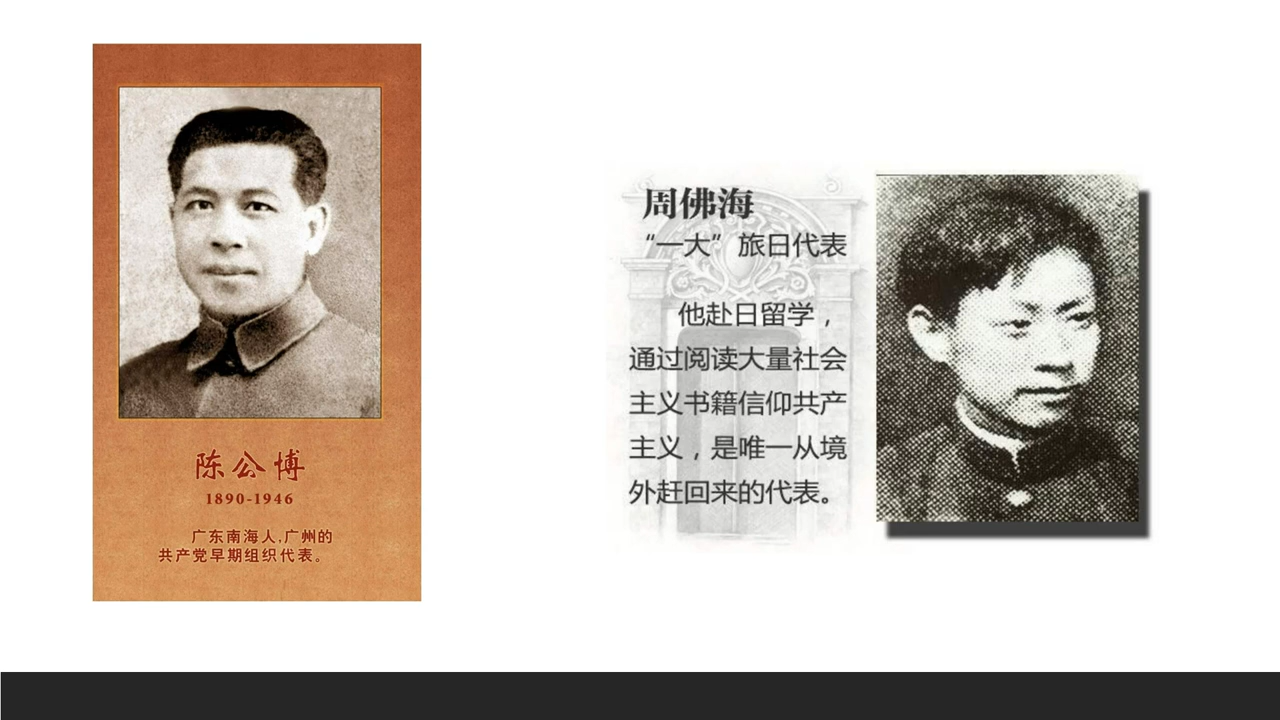 陈公博
1890-1946
广东南海人,广州的
共产党早期组织代表。
周佛海
“一大”旅日代表
他赴日留学，
通过阅读大量社会
主义书籍信仰共产
主义，是唯一从境
外赶回来的代表。